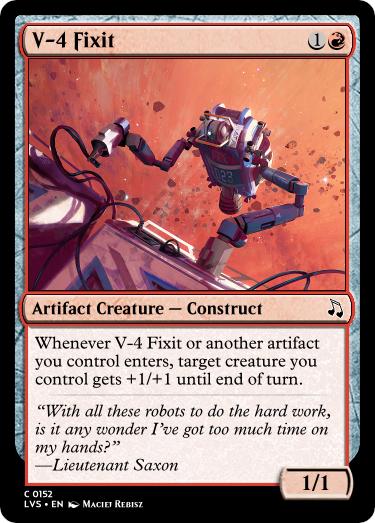 V-4 Fixit 1
1123
Artifact Creature — Construct
Whenever V-4 Fixit or another artifact
you control enters, target creature you
control gets +1/+1 until end of turn.
"With all these robots to do the hard work,
is it any wonder I've got too much time on
my hands?"
—Lieutenant Saxon
1/1
C 0152
LVS • EN Maciej Rebisz